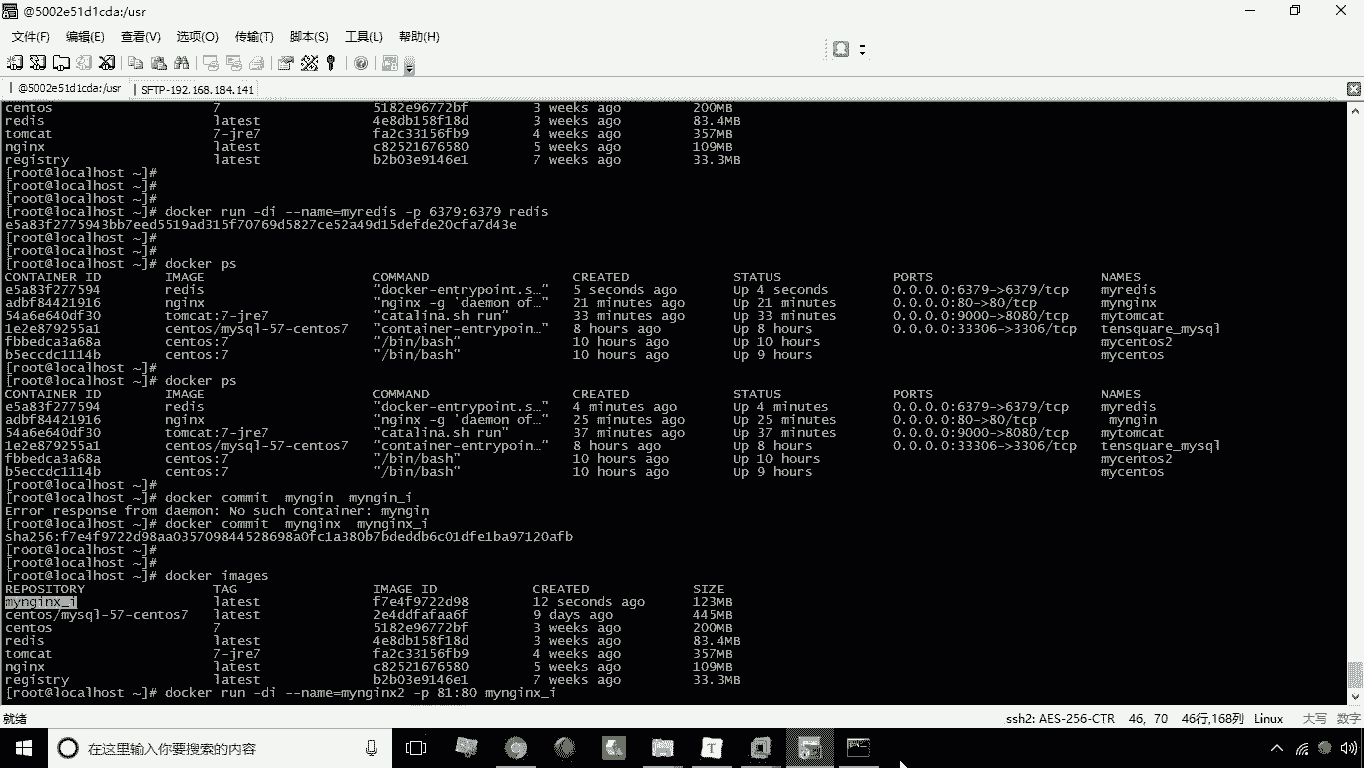 @5002e51d1cda:/usr
文件(F) 编辑(E) 查看(V) 选项(O) 传输(T) 脚本(S) 工具(L) 帮助(H)
@5002e51d1cda:/usr SFTP-192.168.184.141
centos 7 5182e96772bf 3 weeks ago 200MB
redis latest 4e8db158f18d 3 weeks ago 83.4MB
tomcat 7-jre7 fa2c33156fb9 4 weeks ago 357MB
nginx latest c82521676580 5 weeks ago 109MB
registry latest b2b03e9146e1 7 weeks ago 33.3MB
[root@localhost ~]#
[root@localhost ~]#
[root@localhost ~]#
[root@localhost ~]# docker run -di --name=myredis -p 6379:6379 redis
e5a83f2775943bb7eed5519ad315f70769d5827ce52a49d15defde20cfa7d43e
[root@localhost ~]#
[root@localhost ~]#
[root@localhost ~]# docker ps
CONTAINER ID IMAGE COMMAND CREATED STATUS PORTS NAMES
e5a83f277594 redis "docker-entrypoint.s…" 5 seconds ago Up 4 seconds 0.0.0.0:6379->6379/tcp myredis
adbf84421916 nginx "nginx -g 'daemon of…" 21 minutes ago Up 21 minutes 0.0.0.0:80->80/tcp mynginx
54a6e640df30 tomcat:7-jre7 "catalina.sh run" 33 minutes ago Up 33 minutes 0.0.0.0:9000->8080/tcp mytomcat
1e2e879255a1 centos/mysql-57-centos7 "container-entrypoin…" 8 hours ago Up 8 hours 0.0.0.0:33306->3306/tcp tensquare_mysql
fbbedca3a68a centos:7 "/bin/bash" 10 hours ago Up 10 hours mycentos2
b5eccdc1114b centos:7 "/bin/bash" 10 hours ago Up 9 hours mycentos
[root@localhost ~]#
[root@localhost ~]# docker ps
CONTAINER ID IMAGE COMMAND CREATED STATUS PORTS NAMES
e5a83f277594 redis "docker-entrypoint.s…" 4 minutes ago Up 4 minutes 0.0.0.0:6379->6379/tcp myredis
adbf84421916 nginx "nginx -g 'daemon of…" 25 minutes ago Up 25 minutes 0.0.0.0:80->80/tcp myngin
54a6e640df30 tomcat:7-jre7 "catalina.sh run" 37 minutes ago Up 37 minutes 0.0.0.0:9000->8080/tcp mytomcat
1e2e879255a1 centos/mysql-57-centos7 "container-entrypoin…" 8 hours ago Up 8 hours 0.0.0.0:33306->3306/tcp tensquare_mysql
fbbedca3a68a centos:7 "/bin/bash" 10 hours ago Up 10 hours mycentos2
b5eccdc1114b centos:7 "/bin/bash" 10 hours ago Up 9 hours mycentos
[root@localhost ~]#
[root@localhost ~]# docker commit myngin myngin_i
Error response from daemon: No such container: myngin
[root@localhost ~]# docker commit mynginx mynginx_i
sha256:f7e4f9722d98aa035709844528698a0fc1a380b7bdeddb6c01dfe1ba97120afb
[root@localhost ~]#
[root@localhost ~]#
[root@localhost ~]# docker images
REPOSITORY TAG IMAGE ID CREATED SIZE
mynginx_i latest f7e4f9722d98 12 seconds ago 123MB
centos/mysql-57-centos7 latest 2e4ddfafaa6f 9 days ago 445MB
centos 7 5182e96772bf 3 weeks ago 200MB
redis latest 4e8db158f18d 3 weeks ago 83.4MB
tomcat 7-jre7 fa2c33156fb9 4 weeks ago 357MB
nginx latest c82521676580 5 weeks ago 109MB
registry latest b2b03e9146e1 7 weeks ago 33.3MB
[root@localhost ~]# docker run -di --name=mynginx2 -p 81:80 mynginx_i
就绪 ssh2: AES-256-CTR 46, 70 46行,168列 Linux 大写 数字
在这里输入你要搜索的内容